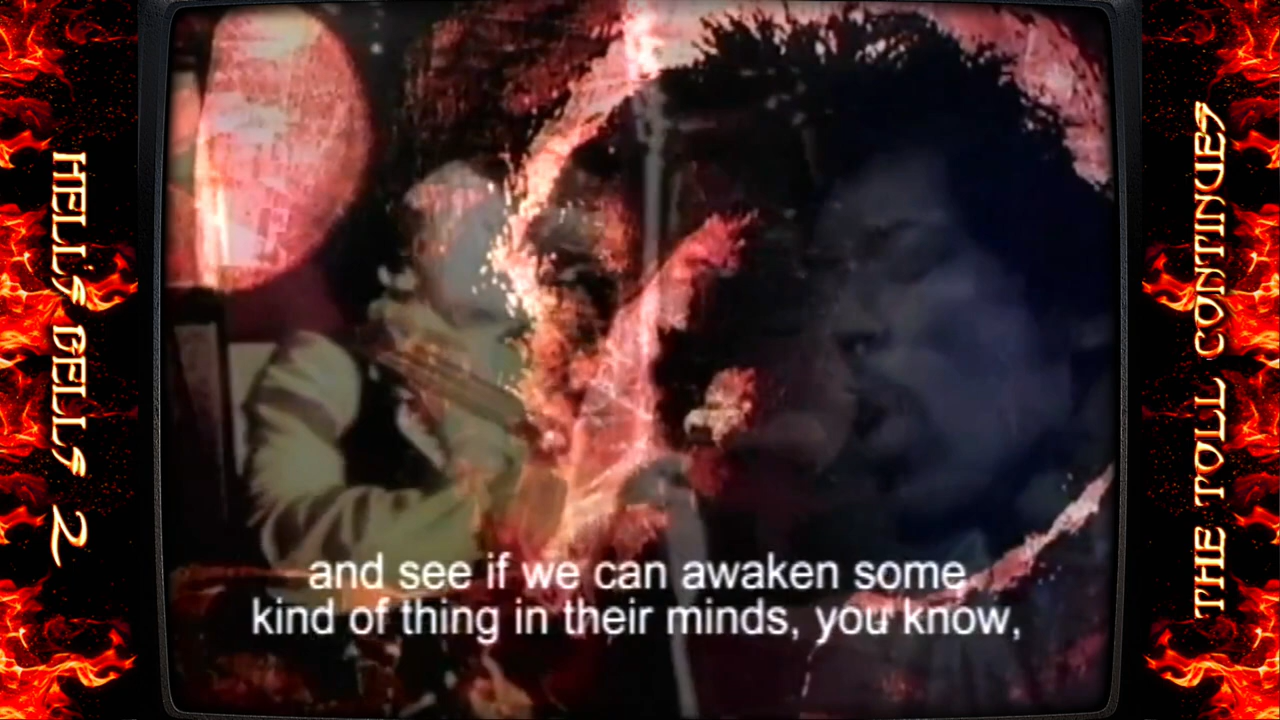 HELL'S BELLS 2
and see if we can awaken some
kind of thing in their minds, you know,
THE TOLL CONTINUES